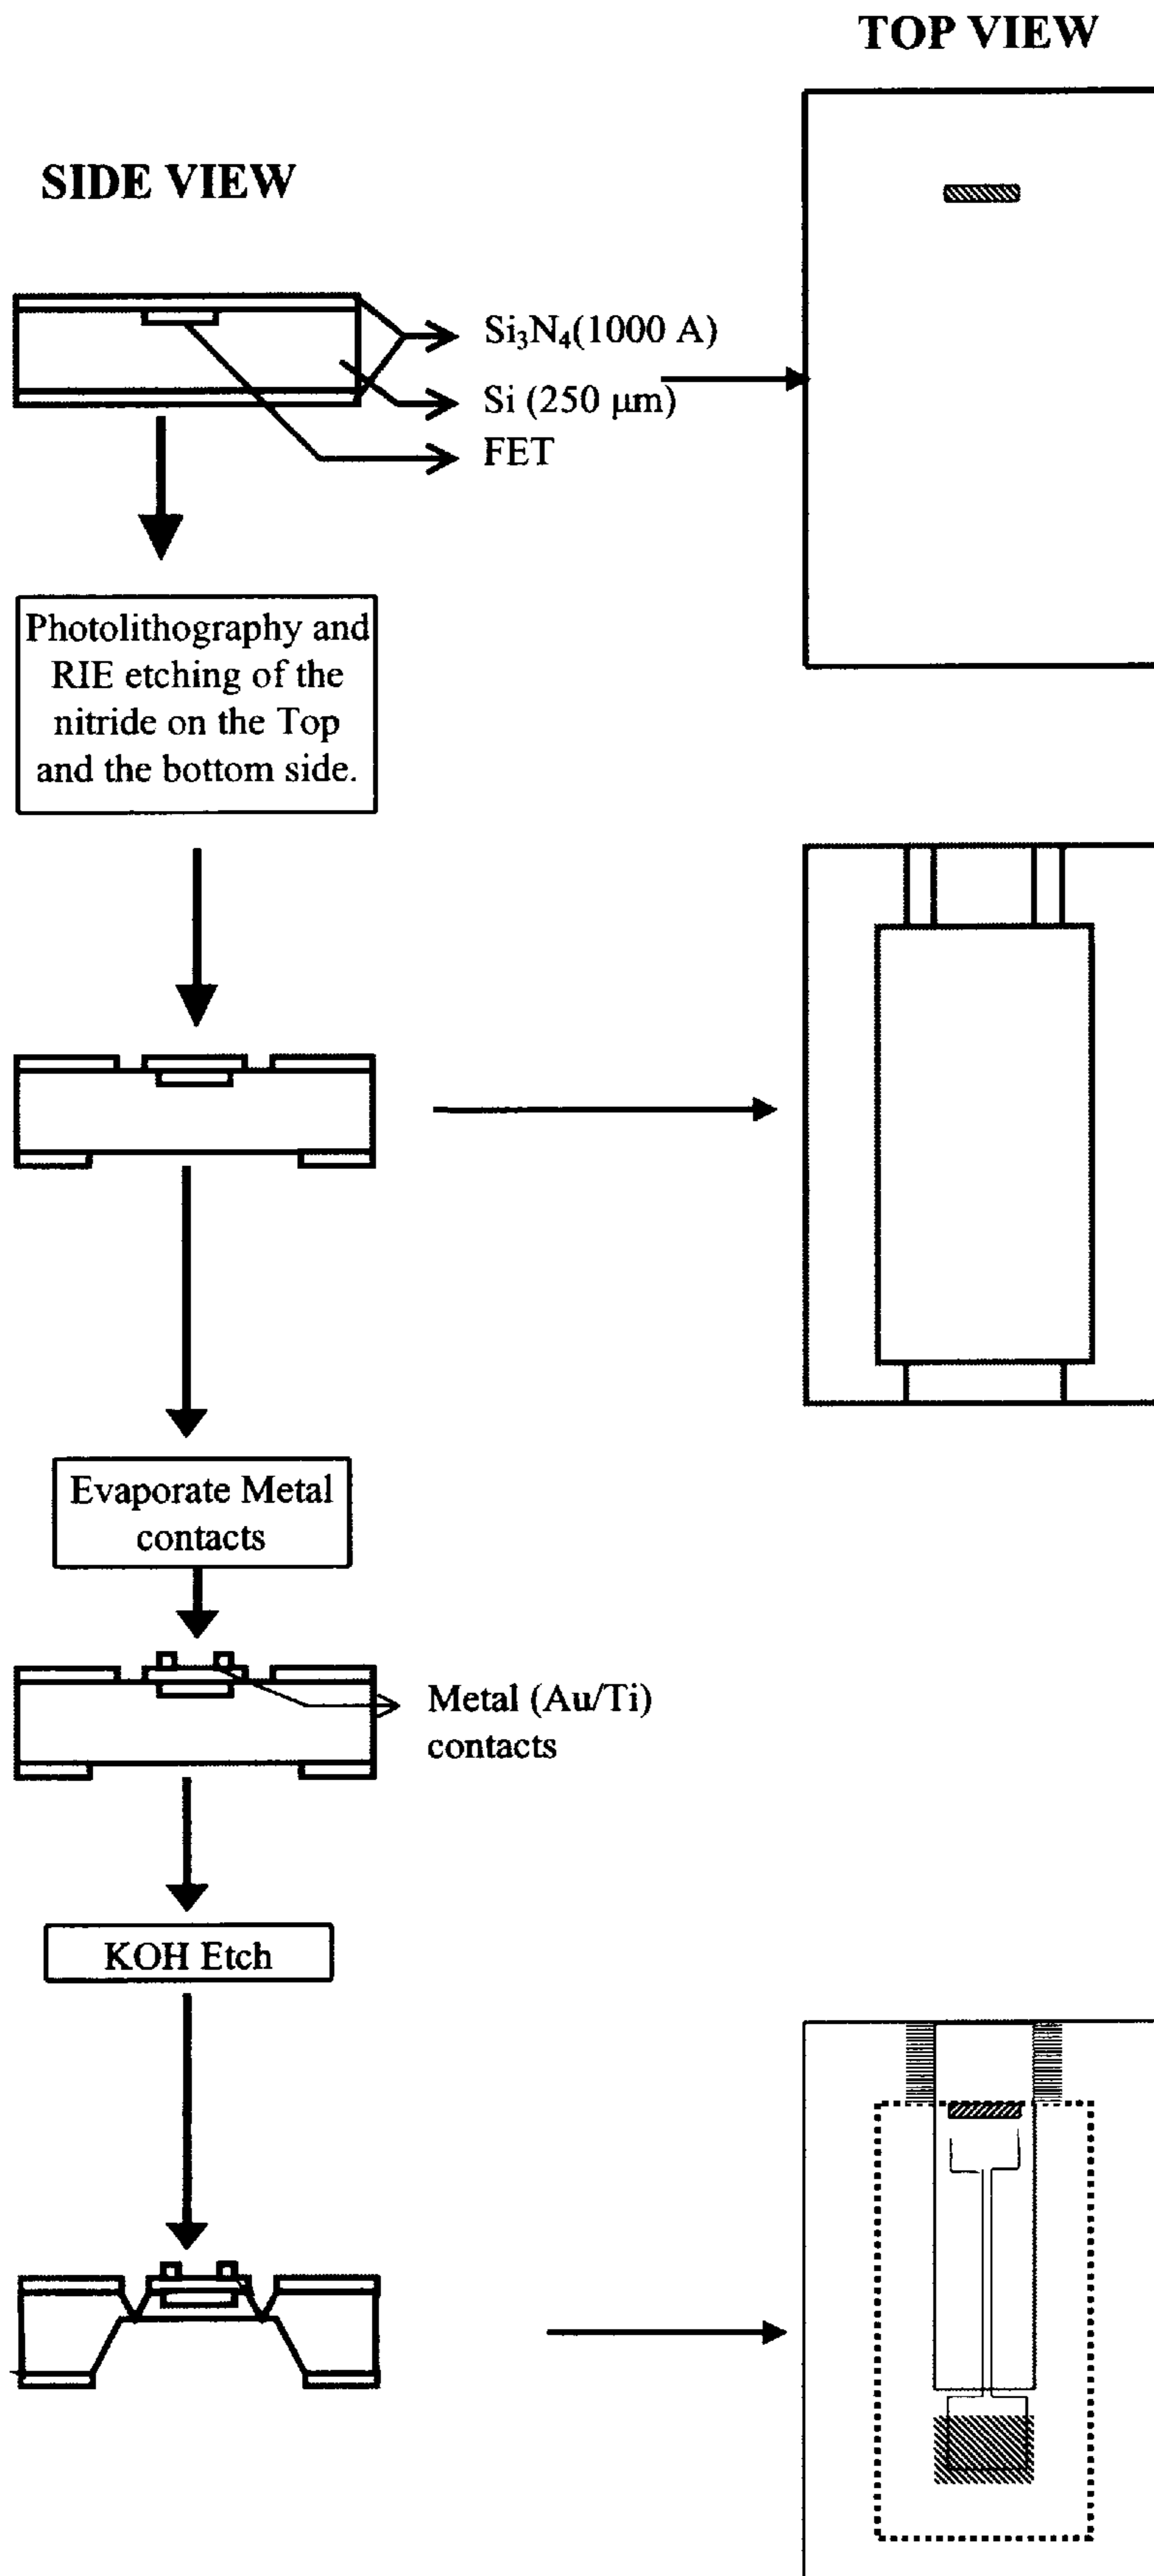 TOP VIEW
SIDE VIEW
Si₃N₄(1000 A)
Si (250 μm)
FET
Photolithography and
RIE etching of the
nitride on the Top
and the bottom side.
Evaporate Metal
contacts
Metal (Au/Ti)
contacts
KOH Etch